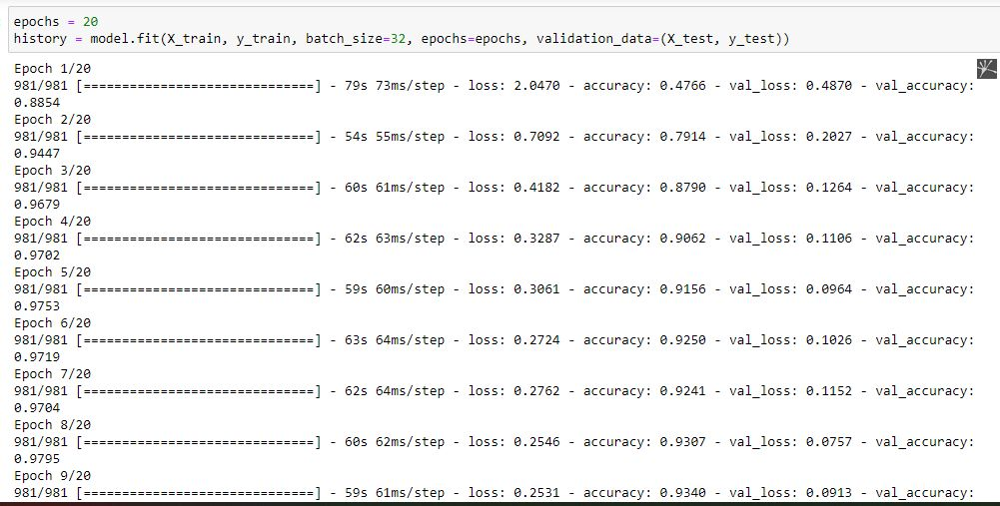 epochs = 20
history = model.fit(X_train, y_train, batch_size=32, epochs=epochs, validation_data=(X_test, y_test))
Epoch 1/20
981/981 [==============================] - 79s 73ms/step - loss: 2.0470 - accuracy: 0.4766 - val_loss: 0.4870 - val_accuracy:
0.8854
Epoch 2/20
981/981 [==============================] - 54s 55ms/step - loss: 0.7092 - accuracy: 0.7914 - val_loss: 0.2027 - val_accuracy:
0.9447
Epoch 3/20
981/981 [==============================] - 60s 61ms/step - loss: 0.4182 - accuracy: 0.8790 - val_loss: 0.1264 - val_accuracy:
0.9679
Epoch 4/20
981/981 [==============================] - 62s 63ms/step - loss: 0.3287 - accuracy: 0.9062 - val_loss: 0.1106 - val_accuracy:
0.9702
Epoch 5/20
981/981 [==============================] - 59s 60ms/step - loss: 0.3061 - accuracy: 0.9156 - val_loss: 0.0964 - val_accuracy:
0.9753
Epoch 6/20
981/981 [==============================] - 63s 64ms/step - loss: 0.2724 - accuracy: 0.9250 - val_loss: 0.1026 - val_accuracy:
0.9719
Epoch 7/20
981/981 [==============================] - 62s 64ms/step - loss: 0.2762 - accuracy: 0.9241 - val_loss: 0.1152 - val_accuracy:
0.9704
Epoch 8/20
981/981 [==============================] - 60s 62ms/step - loss: 0.2546 - accuracy: 0.9307 - val_loss: 0.0757 - val_accuracy:
0.9795
Epoch 9/20
981/981 [==============================] - 59s 61ms/step - loss: 0.2531 - accuracy: 0.9340 - val_loss: 0.0913 - val_accuracy: